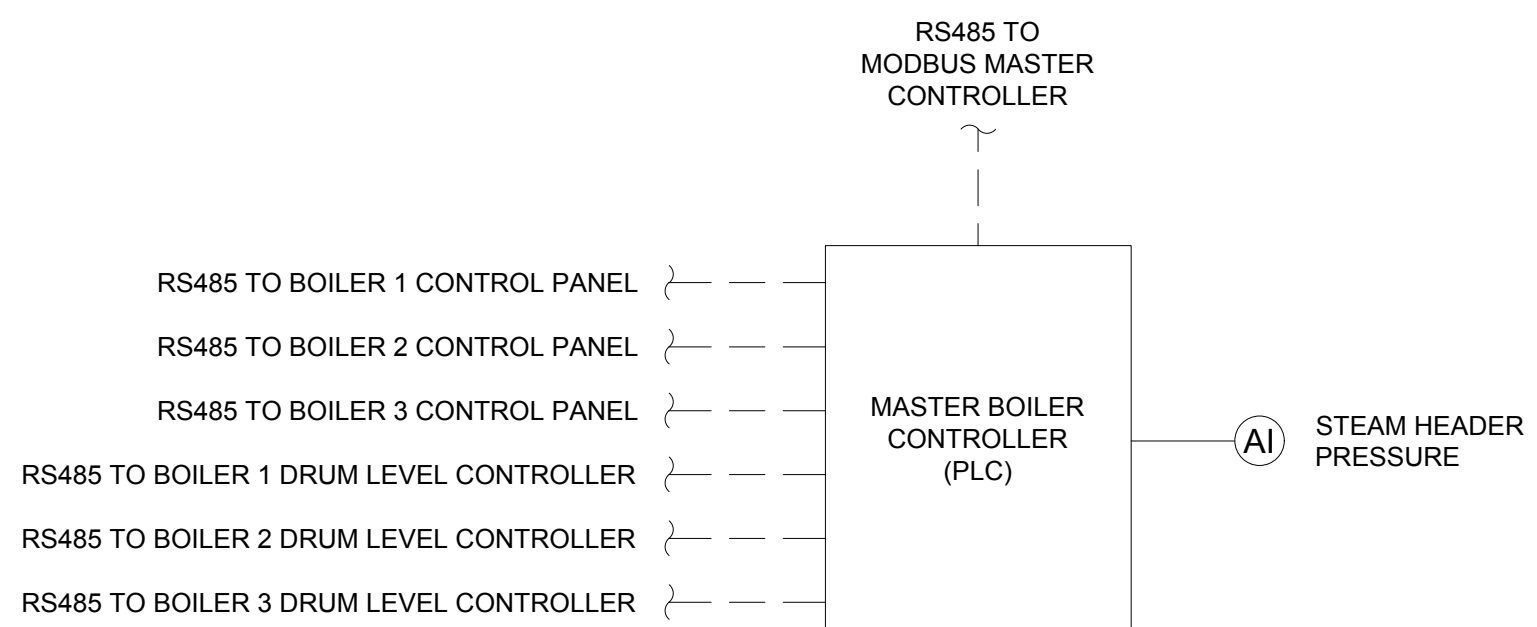 RS485 TO
MODBUS MASTER
CONTROLLER
RS485 TO BOILER 1 CONTROL PANEL
RS485 TO BOILER 2 CONTROL PANEL
RS485 TO BOILER 3 CONTROL PANEL
RS485 TO BOILER 1 DRUM LEVEL CONTROLLER
RS485 TO BOILER 2 DRUM LEVEL CONTROLLER
RS485 TO BOILER 3 DRUM LEVEL CONTROLLER
MASTER BOILER
CONTROLLER
(PLC)
AI
STEAM HEADER
PRESSURE